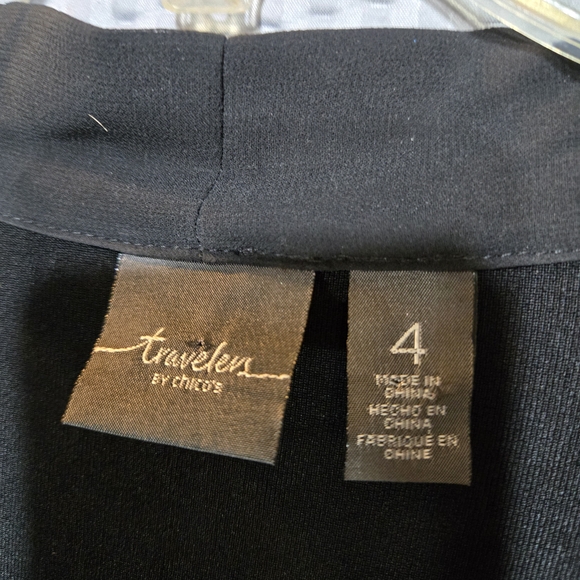 travelers
BY chico's
4
MADE IN
CHINA
HECHO EN
CHINA
FABRIQUÉ EN
CHINE